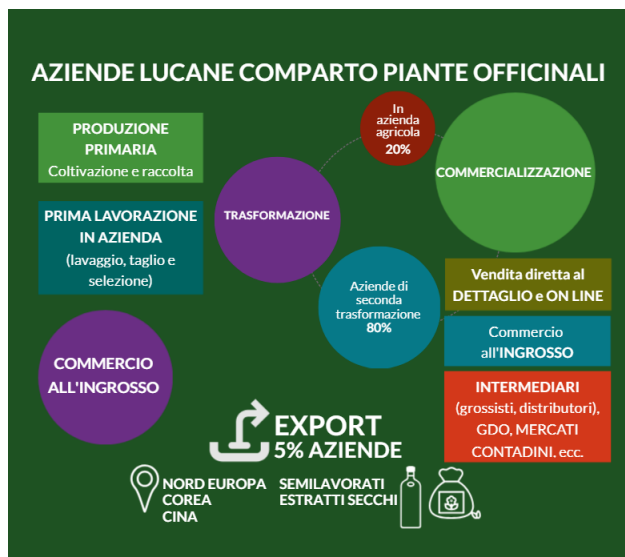 AZIENDE LUCANE COMPARTO PIANTE OFFICINALI
PRODUZIONE
PRIMARIA
Coltivazione e raccolta
PRIMA LAVORAZIONE
IN AZIENDA
(lavaggio, taglio e
selezione)
COMMERCIO
ALL'INGROSSO
TRASFORMAZIONE
In
azienda
agricola
20%
Aziende di
seconda
trasformazione
80%
COMMERCIALIZZAZIONE
Vendita diretta al
DETTAGLIO e ON LINE
Commercio
all'INGROSSO
INTERMEDIARI
(grossisti, distributori),
GDO, MERCATI
CONTADINI, ecc.
EXPORT
5% AZIENDE
NORD EUROPA
COREA
CINA
SEMILAVORATI
ESTRATTI SECCHI